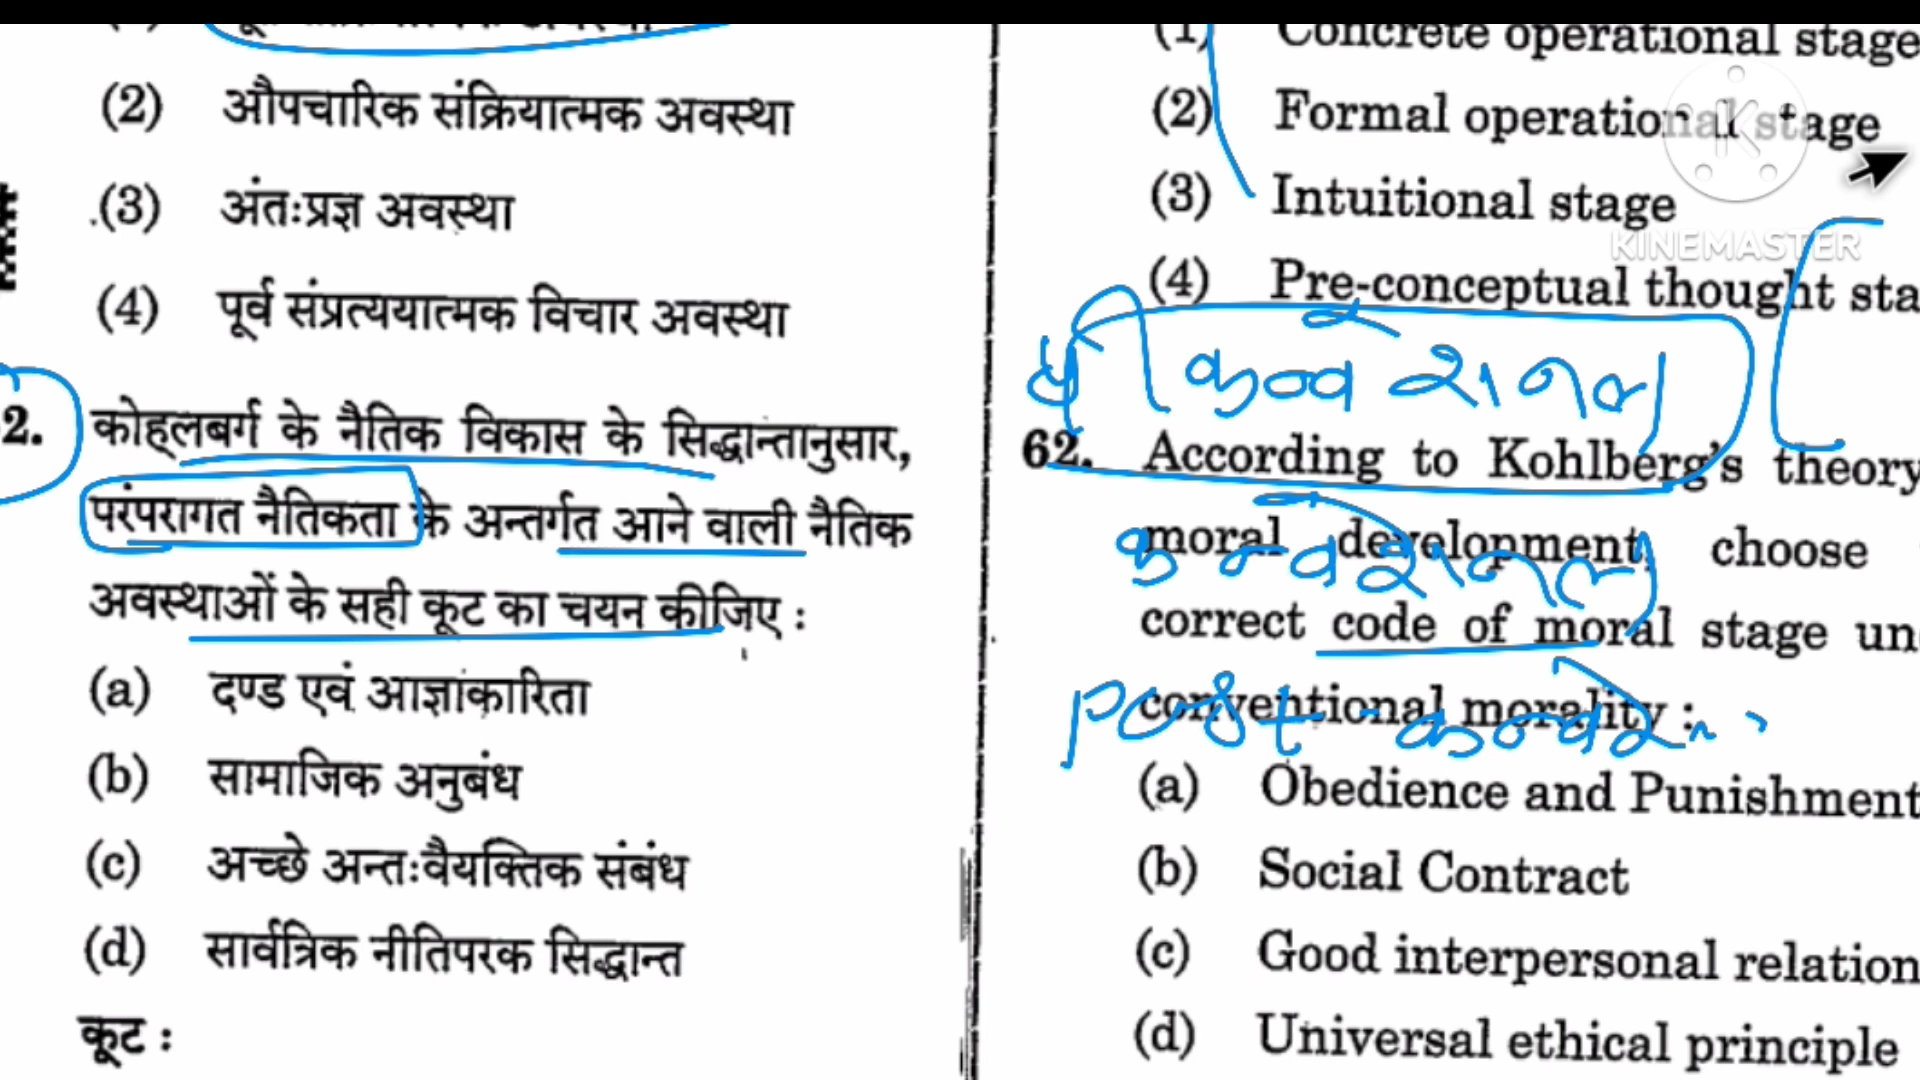 (2) औपचारिक संक्रियात्मक अवस्था
(3) अंतःप्रज्ञ अवस्था
(4) पूर्व संप्रत्ययात्मक विचार अवस्था
2. कोह्लबर्ग के नैतिक विकास के सिद्धान्तानुसार,
परंपरागत नैतिकता के अन्तर्गत आने वाली नैतिक
अवस्थाओं के सही कूट का चयन कीजिए :
(a) दण्ड एवं आज्ञाकारिता
(b) सामाजिक अनुबंध
(c) अच्छे अन्तःवैयक्तिक संबंध
(d) सार्वत्रिक नीतिपरक सिद्धान्त
कूट :
(1) Concrete operational stage
(2) Formal operational stage
(3) Intuitional stage
KINEMASTER
(4) Pre-conceptual thought sta
62. According to Kohlberg's theory
moral development, choose
correct code of moral stage un
conventional morality :
post -
(a) Obedience and Punishment
(b) Social Contract
(c) Good interpersonal relation
(d) Universal ethical principle